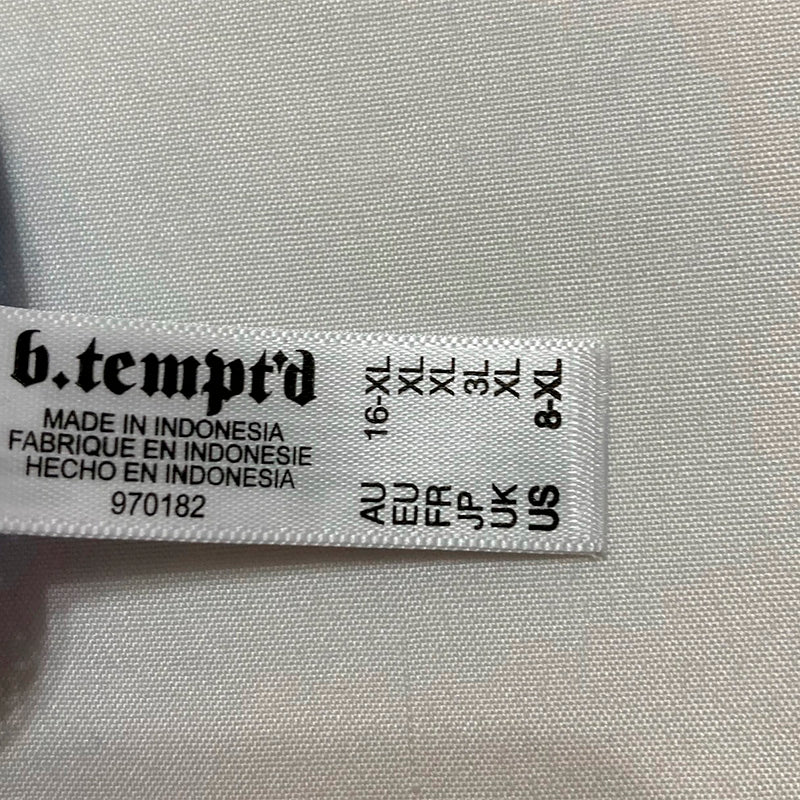 b.tempt'd
MADE IN INDONESIA
FABRIQUE EN INDONESIE
HECHO EN INDONESIA
970182
AU 16-XL
EU XL
FR XL
JP 3L
UK XL
US 8-XL